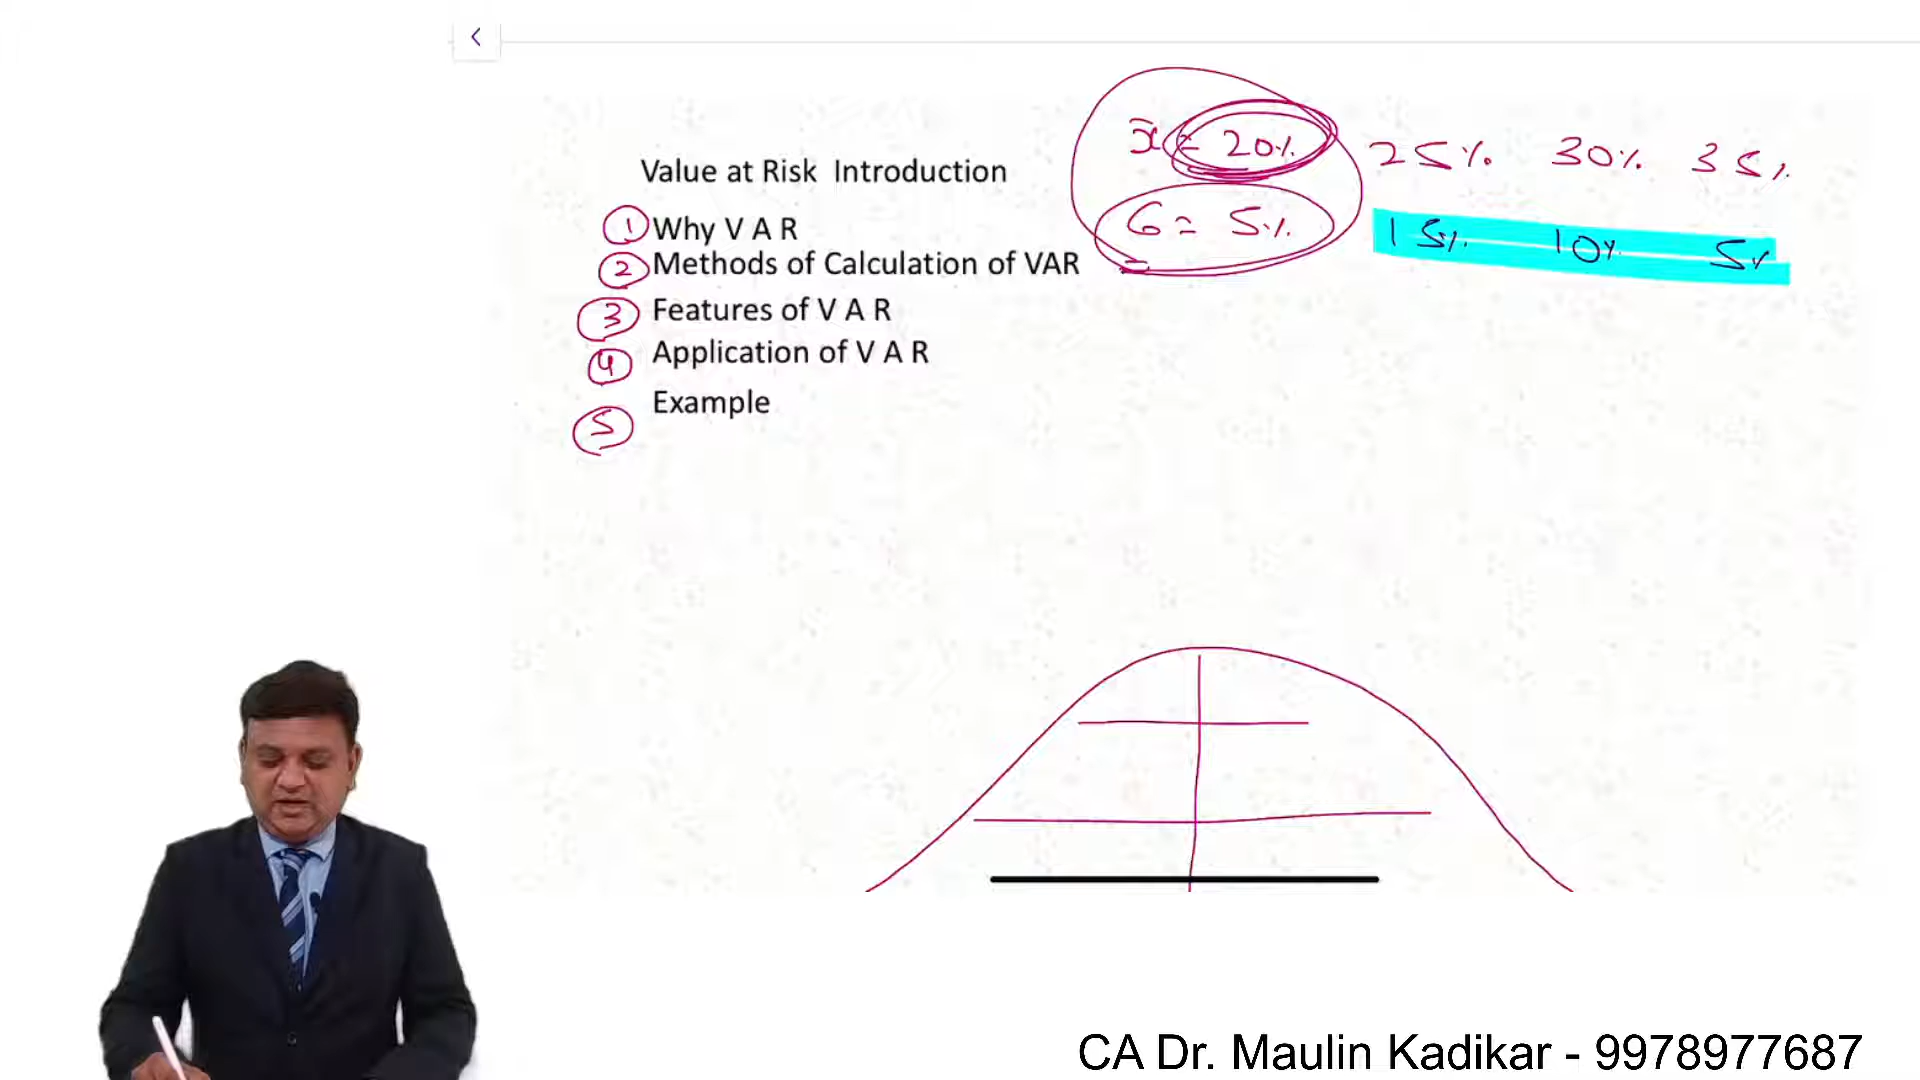 x̄ = 20% 25% 30% 35%
Value at Risk Introduction
σ = 5% 15% 10% 5%
1 Why V A R
2 Methods of Calculation of VAR
3 Features of V A R
4 Application of V A R
5 Example
CA Dr. Maulin Kadikar - 9978977687